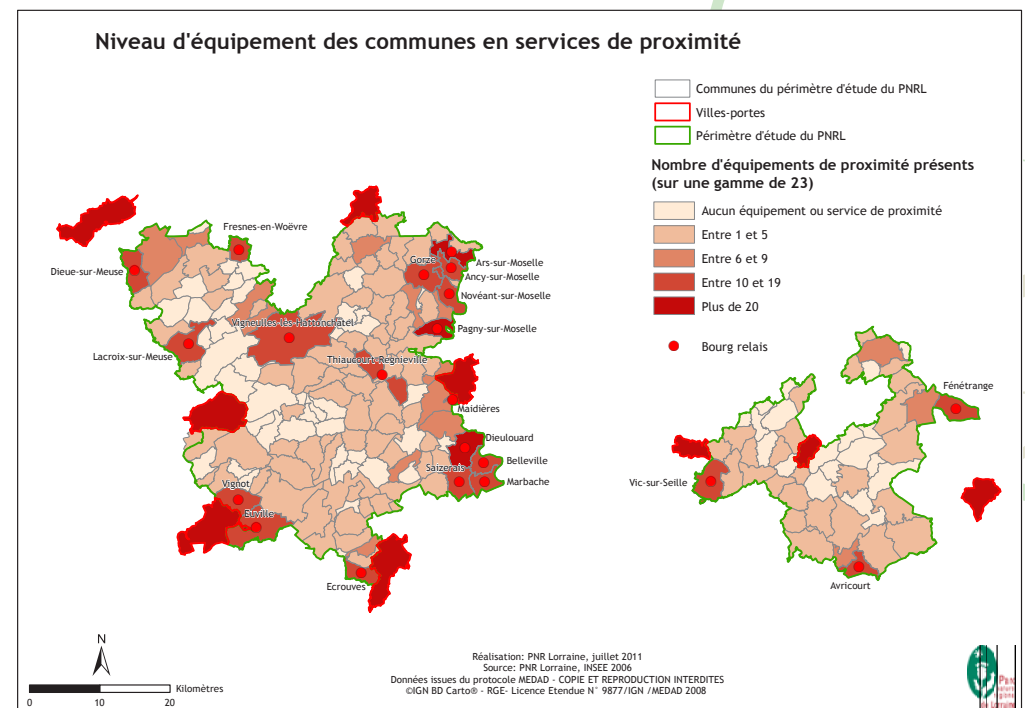 Niveau d'équipement des communes en services de proximité
Communes du périmètre d'étude du PNRL
Villes-portes
Périmètre d'étude du PNRL
Nombre d'équipements de proximité présents
(sur une gamme de 23)
Aucun équipement ou service de proximité
Entre 1 et 5
Entre 6 et 9
Entre 10 et 19
Plus de 20
Bourg relais
Fresnes-en-Woëvre
Dieue-sur-Meuse
Gorze
Ars-sur-Moselle
Ancy-sur-Moselle
Novéant-sur-Moselle
Vigneulles-lès-Hattonchâtel
Pagny-sur-Moselle
Lacroix-sur-Meuse
Thiaucourt-Regniéville
Maidières
Dieulouard
Belleville
Saizerais
Marbache
Vignot
Euville
Ecrouves
Fénétrange
Vic-sur-Seille
Avricourt
N
Kilomètres
0 10 20
Réalisation: PNR Lorraine, juillet 2011
Source: PNR Lorraine, INSEE 2006
Données issues du protocole MEDAD - COPIE ET REPRODUCTION INTERDITES
©IGN BD Carto® - RGE- Licence Etendue N° 9877/IGN /MEDAD 2008
Parc
naturel
régional
de Lorraine